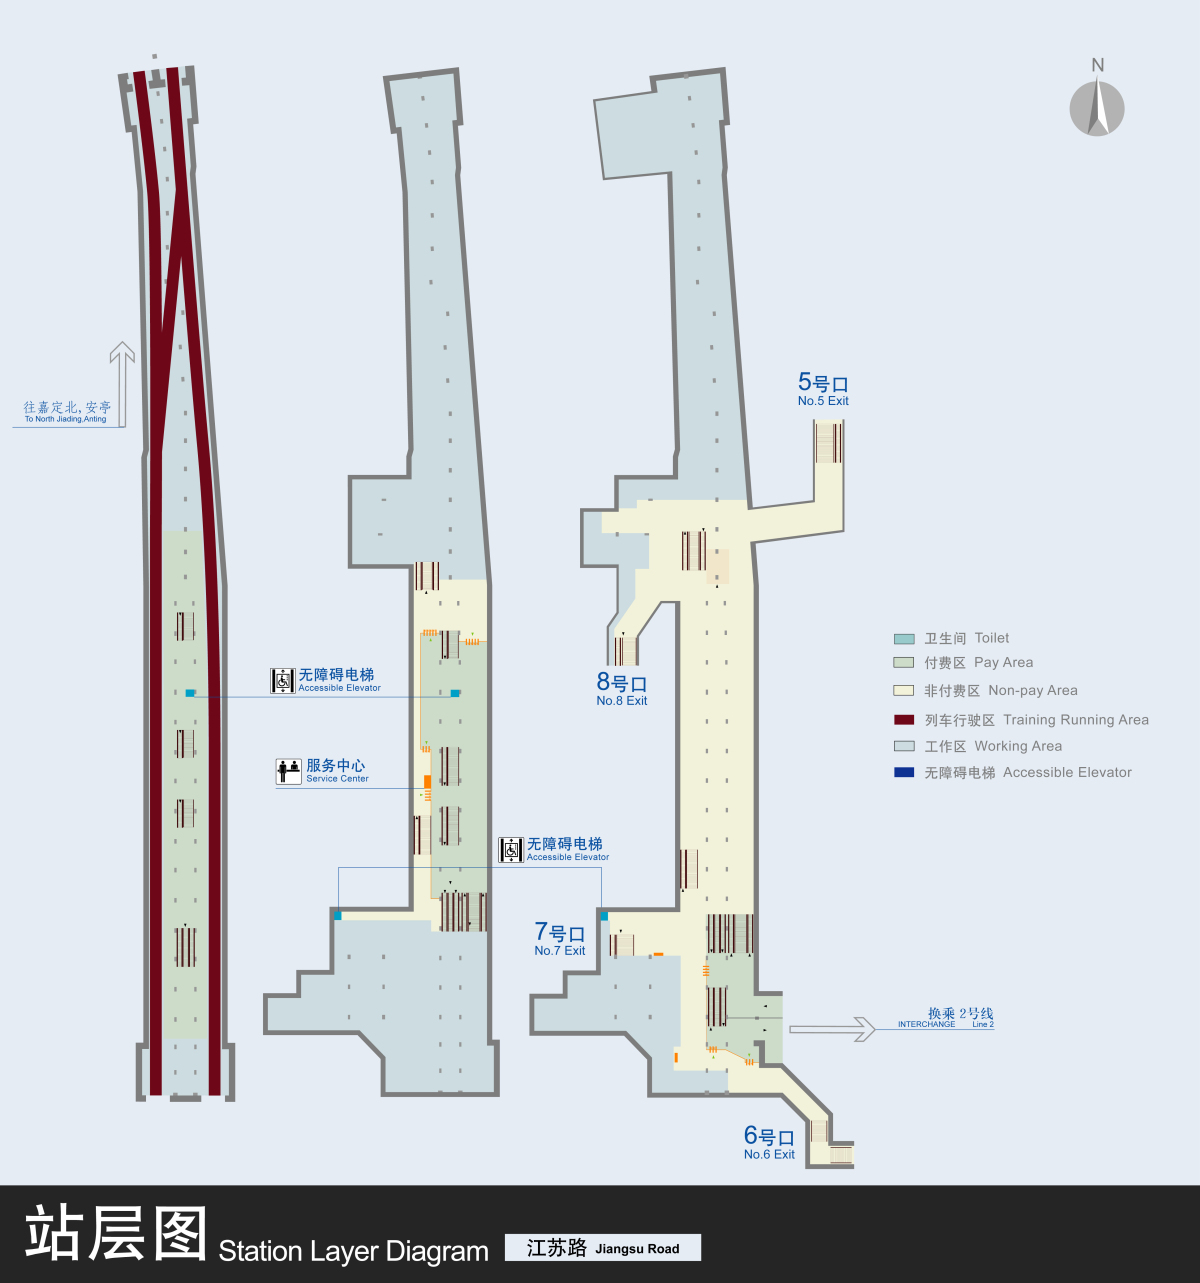 N
5号口
No.5 Exit
往嘉定北,安亭
To North Jiading,Anting
无障碍电梯
Accessible Elevator
8号口
No.8 Exit
卫生间 Toilet
付费区 Pay Area
非付费区 Non-pay Area
列车行驶区 Training Running Area
工作区 Working Area
无障碍电梯 Accessible Elevator
服务中心
Service Center
无障碍电梯
Accessible Elevator
7号口
No.7 Exit
换乘 2号线
INTERCHANGE Line 2
6号口
No.6 Exit
站层图 Station Layer Diagram 江苏路 Jiangsu Road